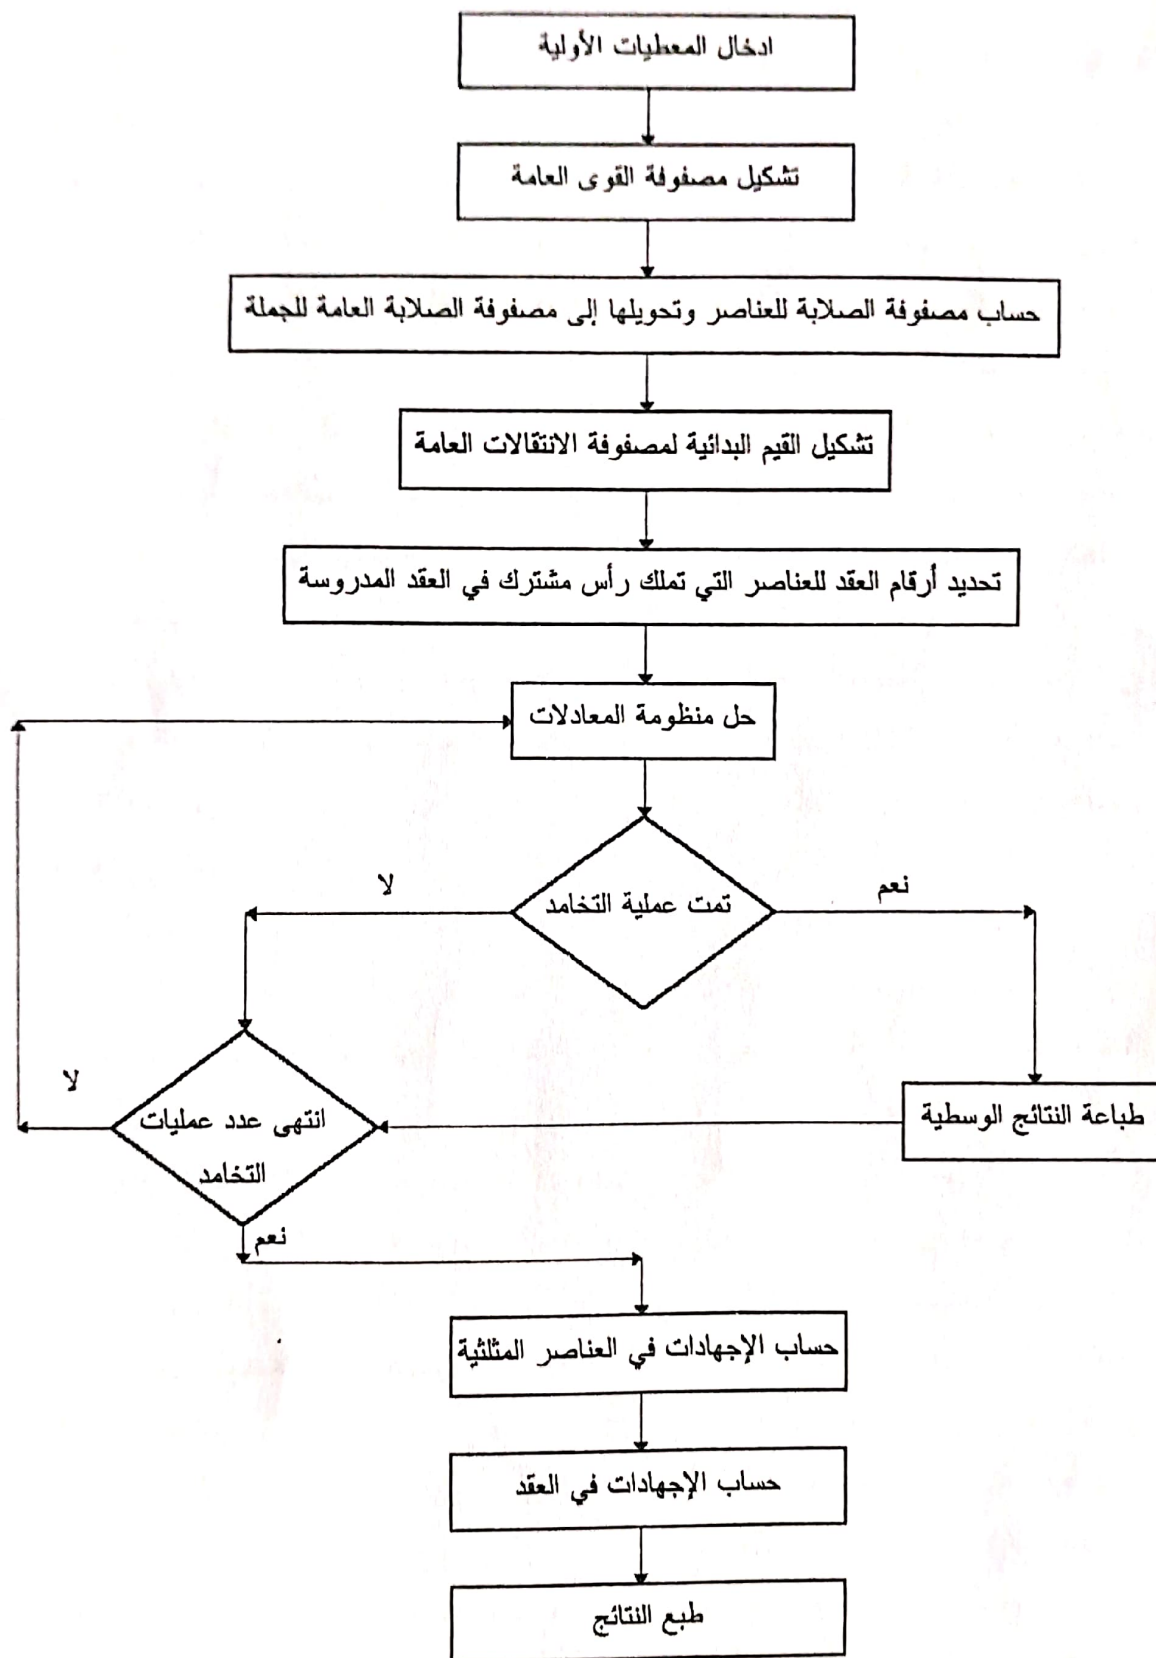 ادخال المعطيات الأولية
تشكيل مصفوفة القوى العامة
حساب مصفوفة الصلابة للعناصر وتحويلها إلى مصفوفة الصلابة العامة للجملة
تشكيل القيم البدائية لمصفوفة الانتقالات العامة
تحديد أرقام العقد للعناصر التي تملك رأس مشترك في العقد المدروسة
حل منظومة المعادلات
تمت عملية التخامد
نعم
لا
طباعة النتائج الوسطية
انتهى عدد عمليات
التخامد
لا
نعم
حساب الإجهادات في العناصر المثلثية
حساب الإجهادات في العقد
طبع النتائج